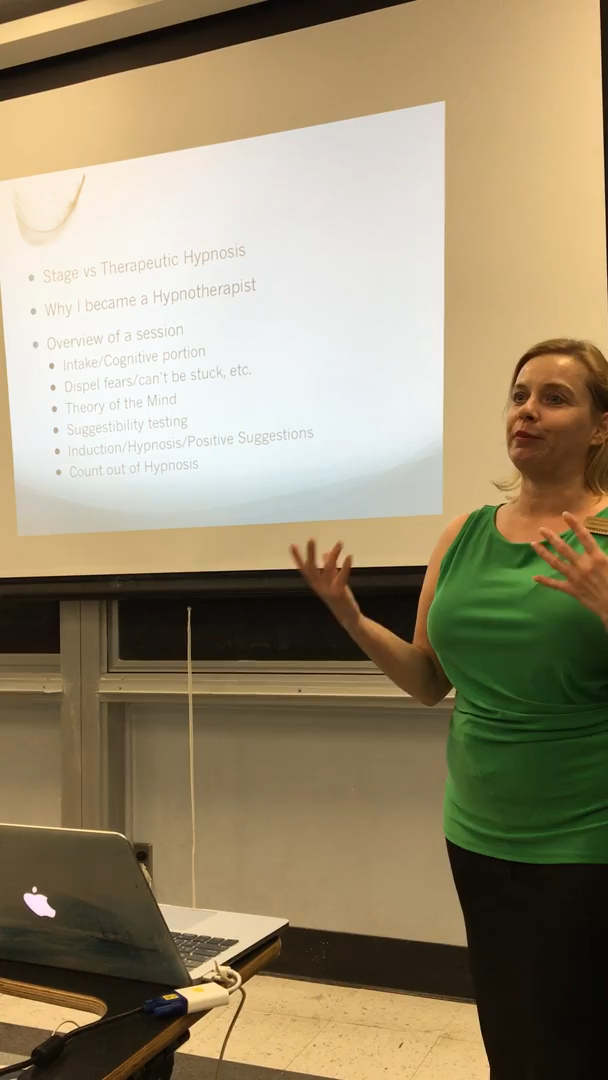 Stage vs Therapeutic Hypnosis
Why I became a Hypnotherapist
Overview of a session
Intake/Cognitive portion
Dispel fears/can't be stuck, etc.
Theory of the Mind
Suggestibility testing
Induction/Hypnosis/Positive Suggestions
Count out of Hypnosis